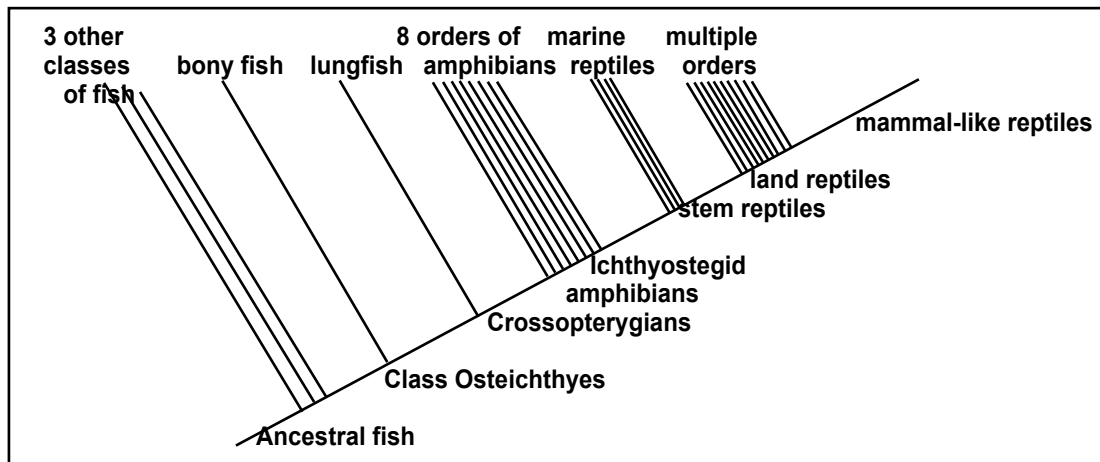 3 other
classes
of fish
bony fish
lungfish
8 orders of
amphibians
marine
reptiles
multiple
orders
mammal-like reptiles
land reptiles
stem reptiles
Ichthyostegid
amphibians
Crossopterygians
Class Osteichthyes
Ancestral fish